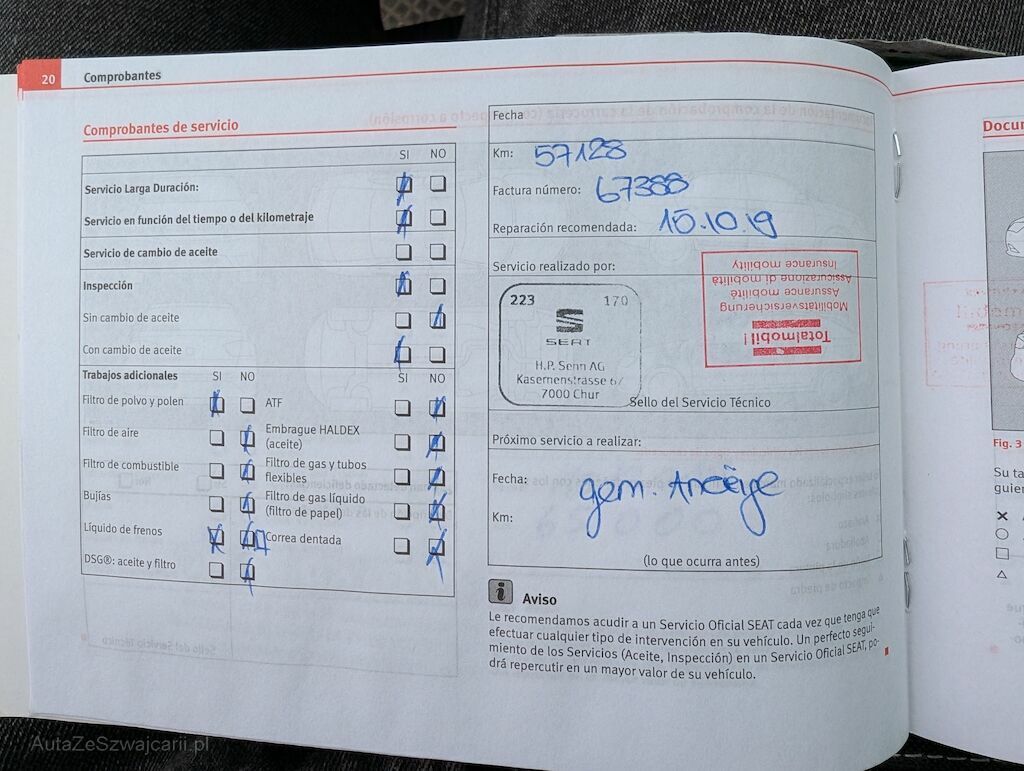 20
Comprobantes
Comprobantes de servicio
SI NO
Servicio Larga Duración:
Servicio en función del tiempo o del kilometraje
Servicio de cambio de aceite
Inspección
Sin cambio de aceite
Con cambio de aceite
Trabajos adicionales SI NO SI NO
Filtro de polvo y polen ATF
Filtro de aire Embrague HALDEX
(aceite)
Filtro de combustible Filtro de gas y tubos
flexibles
Bujías Filtro de gas líquido
(filtro de papel)
Líquido de frenos Correa dentada
DSG®: aceite y filtro
Fecha
Km: 57128
Factura número: 67388
Reparación recomendada: 15.10.19
Servicio realizado por:
Totalmobil!
Mobilitätsversicherung
Assurance mobilité
Assicurazione di mobilità
Insurance mobility
223 170
SEAT
H.P. Senn AG
Kasernenstrasse
7000 Chur
Sello del Servicio Técnico
Próximo servicio a realizar:
Fecha: gem. Anzeige
Km:
(lo que ocurra antes)
Aviso
Le recomendamos acudir a un Servicio Oficial SEAT cada vez que tenga que
efectuar cualquier tipo de intervención en su vehículo. Un perfecto segui-
miento de los Servicios (Aceite, Inspección) en un Servicio Oficial SEAT, po-
drá repercutir en un mayor valor de su vehículo.
Docum
Fig. 3
Su ta
guien
AutaZeSzwajcarii.pl